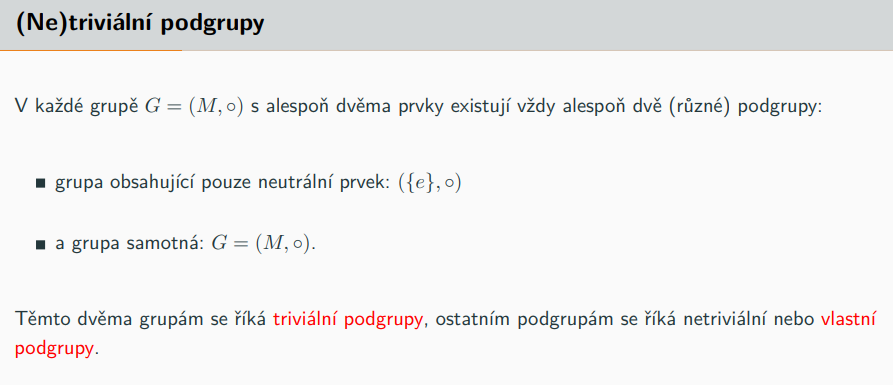 (Ne)triviální podgrupy
V každé grupě G = (M, ∘) s alespoň dvěma prvky existují vždy alespoň dvě (různé) podgrupy:
■ grupa obsahující pouze neutrální prvek: ({e}, ∘)
■ a grupa samotná: G = (M, ∘).
Těmto dvěma grupám se říká triviální podgrupy, ostatním podgrupám se říká netriviální nebo vlastní
podgrupy.